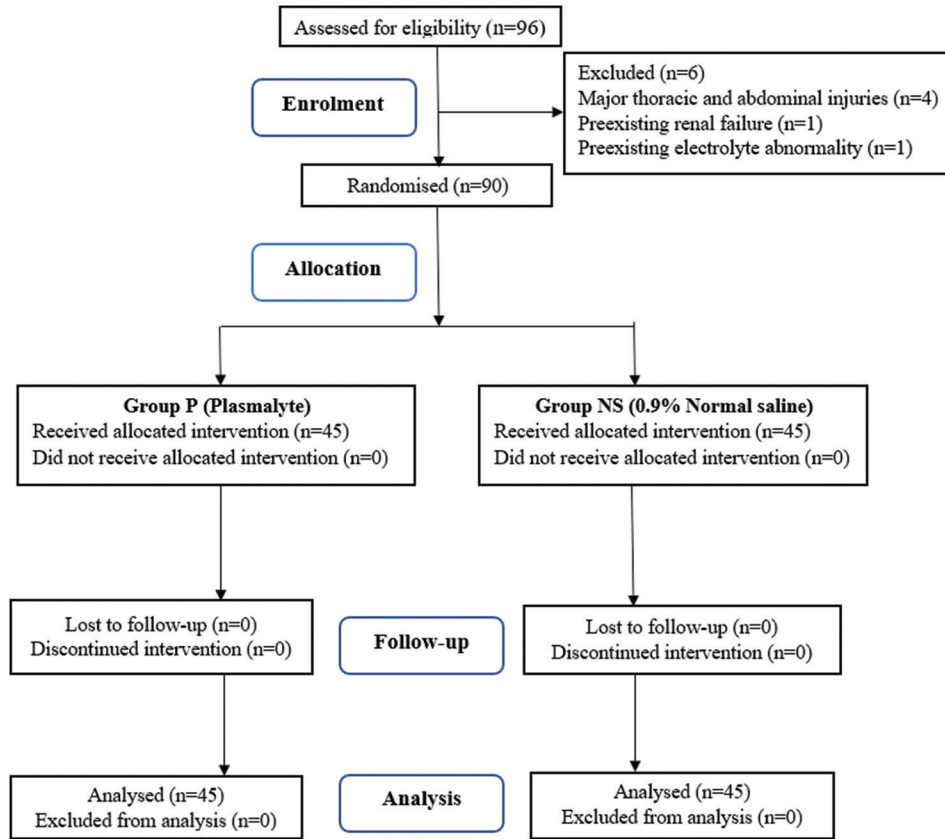 Assessed for eligibility (n=96)
Enrolment
Excluded (n=6)
Major thoracic and abdominal injuries (n=4)
Preexisting renal failure (n=1)
Preexisting electrolyte abnormality (n=1)
Randomised (n=90)
Allocation
Group P (Plasmalyte)
Received allocated intervention (n=45)
Did not receive allocated intervention (n=0)
Group NS (0.9% Normal saline)
Received allocated intervention (n=45)
Did not receive allocated intervention (n=0)
Lost to follow-up (n=0)
Discontinued intervention (n=0)
Follow-up
Lost to follow-up (n=0)
Discontinued intervention (n=0)
Analysed (n=45)
Excluded from analysis (n=0)
Analysis
Analysed (n=45)
Excluded from analysis (n=0)